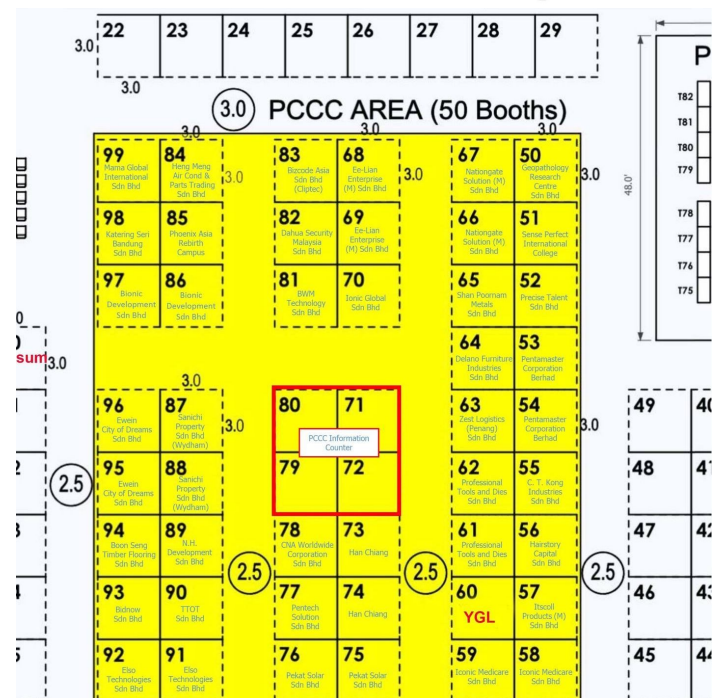 22 23 24 25 26 27 28 29
3.0
3.0
3.0 PCCC AREA (50 Booths)
3.0 3.0 3.0
P
T82
T81
T80
T79
48.0'
T78
T77
T76
T75
99
Mama Global
International
Sdn Bhd
84
Heng Meng
Air Cond &
Parts Trading
Sdn Bhd
3.0
83
Bizcode Asia
Sdn Bhd
(Cliptec)
68
Ee-Lian
Enterprise
(M) Sdn Bhd
3.0
67
Nationgate
Solution (M)
Sdn Bhd
50
Geopathology
Research
Centre
Sdn Bhd
3.0
98
Katering Seri
Bandung
Sdn Bhd
85
Phoenix Asia
Rebirth
Campus
82
Dahua Security
Malaysia
Sdn Bhd
69
Ee-Lian
Enterprise
(M) Sdn Bhd
66
Nationgate
Solution (M)
Sdn Bhd
51
Sense Perfect
International
College
97
Bionic
Development
Sdn Bhd
86
Bionic
Development
Sdn Bhd
81
BWM
Technology
Sdn Bhd
70
Ionic Global
Sdn Bhd
65
Shan Poornam
Metals
Sdn Bhd
52
Precise Talent
Sdn Bhd
0
sum
3.0
64
Delano Furniture
Industries
Sdn Bhd
53
Pentamaster
Corporation
Berhad
3.0
96
Ewein
City of Dreams
Sdn Bhd
87
Sanichi
Property
Sdn Bhd
(Wydham)
3.0
80 71
PCCC Information
Counter
79 72
63
Zest Logistics
(Penang)
Sdn Bhd
54
Pentamaster
Corporation
Berhad
3.0
49 40
95
Ewein
City of Dreams
Sdn Bhd
88
Sanichi
Property
Sdn Bhd
(Wydham)
2.5
62
Professional
Tools and Dies
Sdn Bhd
55
C. T. Kong
Industries
Sdn Bhd
48 41
94
Boon Seng
Timber Flooring
Sdn Bhd
89
N.H.
Development
Sdn Bhd
2.5
78
CNA Worldwide
Corporation
Sdn Bhd
73
Han Chiang
2.5
61
Professional
Tools and Dies
Sdn Bhd
56
Hairstory
Capital
Sdn Bhd
2.5
47 42
93
Bidnow
Sdn Bhd
90
TTOT
Sdn Bhd
77
Pentech
Solution
Sdn Bhd
74
Han Chiang
60
YGL
57
Itscoll
Products (M)
Sdn Bhd
46 43
92
Elso
Technologies
Sdn Bhd
91
Elso
Technologies
Sdn Bhd
76
Pekat Solar
Sdn Bhd
75
Pekat Solar
Sdn Bhd
59
Iconic Medicare
Sdn Bhd
58
Iconic Medicare
Sdn Bhd
45 44